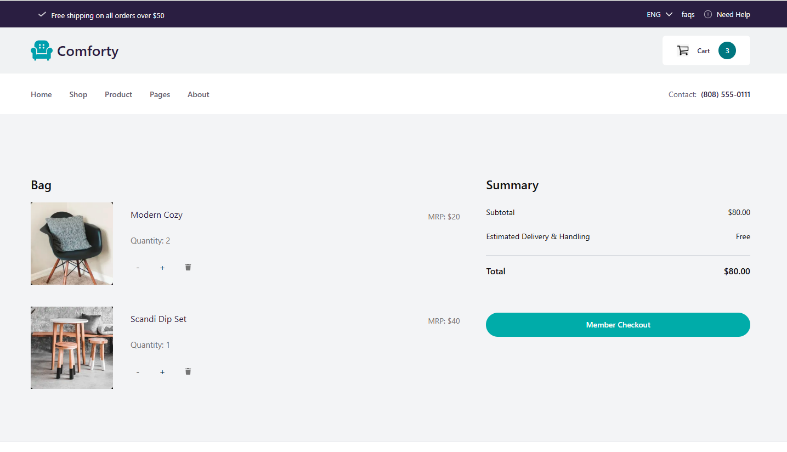 Free shipping on all orders over $50
ENG faqs Need Help
Comforty
Cart 3
Home Shop Product Pages About
Contact: (808) 555-0111
Bag
Modern Cozy
MRP: $20
Quantity: 2
- +
Scandi Dip Set
MRP: $40
Quantity: 1
- +
Summary
Subtotal $80.00
Estimated Delivery & Handling Free
Total $80.00
Member Checkout